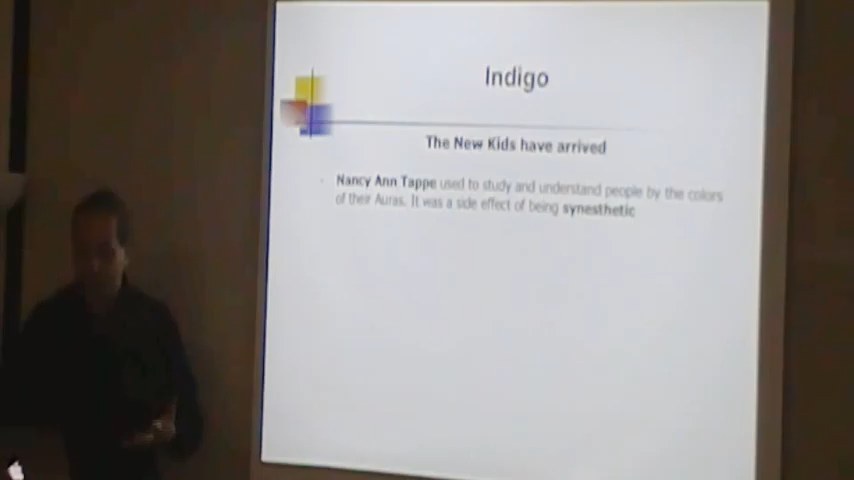 Indigo
The New Kids have arrived
Nancy Ann Tappe used to study and understand people by the colors
of their Auras. It was a side effect of being synesthetic